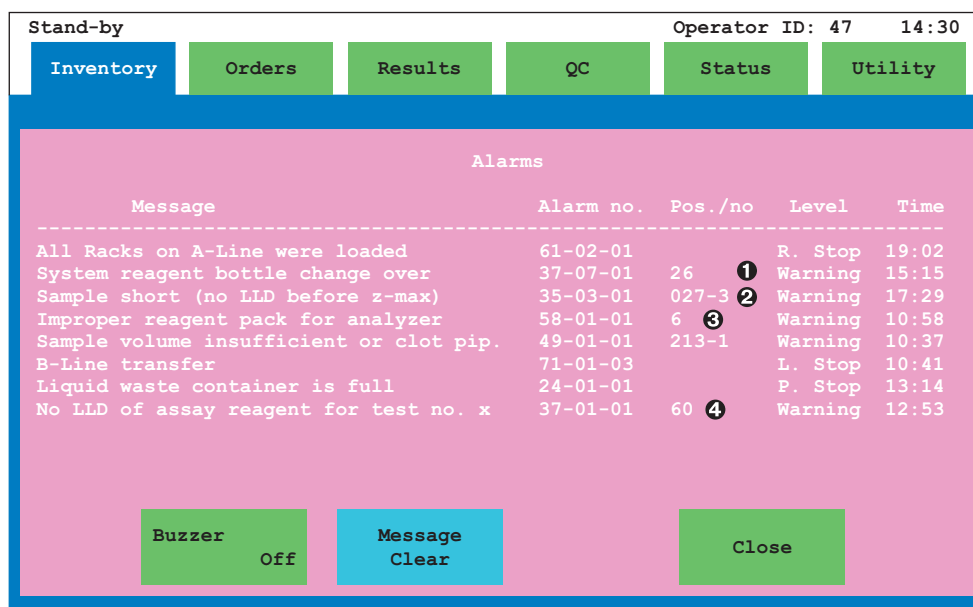 Stand-by Operator ID: 47 14:30
Inventory Orders Results QC Status Utility
Alarms
Message Alarm no. Pos./no Level Time
----------------------------------------------------------------------------
All Racks on A-Line were loaded 61-02-01 R. Stop 19:02
System reagent bottle change over 37-07-01 26 ❶ Warning 15:15
Sample short (no LLD before z-max) 35-03-01 027-3 ❷ Warning 17:29
Improper reagent pack for analyzer 58-01-01 6 ❸ Warning 10:58
Sample volume insufficient or clot pip. 49-01-01 213-1 Warning 10:37
B-Line transfer 71-01-03 L. Stop 10:41
Liquid waste container is full 24-01-01 P. Stop 13:14
No LLD of assay reagent for test no. x 37-01-01 60 ❹ Warning 12:53
Buzzer Message
Close
Off Clear